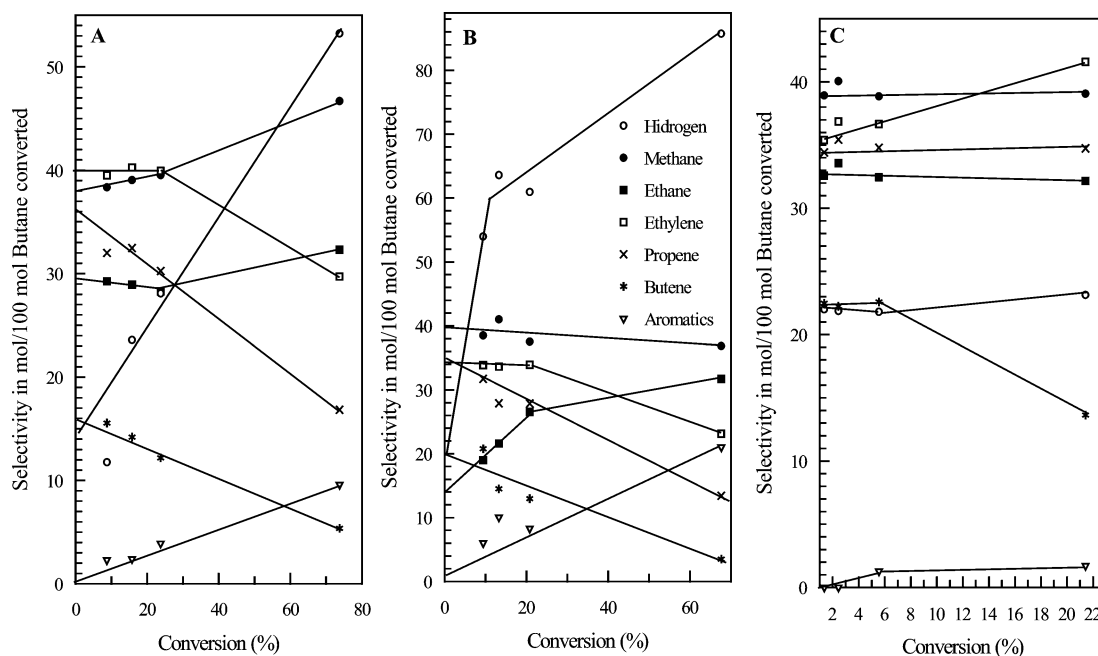 A
B
C
Selectivity in mol/100 mol Butane converted
50
40
30
20
10
0
0 20 40 60 80
Conversion (%)
Selectivity in mol/100 mol Butane converted
80
70
60
50
40
30
20
10
0
0 20 40 60
Conversion (%)
Hidrogen
Methane
Ethane
Ethylene
Propene
Butene
Aromatics
Selectivity in mol/100 mol Butane converted
40
30
20
10
0
2 4 6 8 10 12 14 16 18 20 22
Conversion (%)